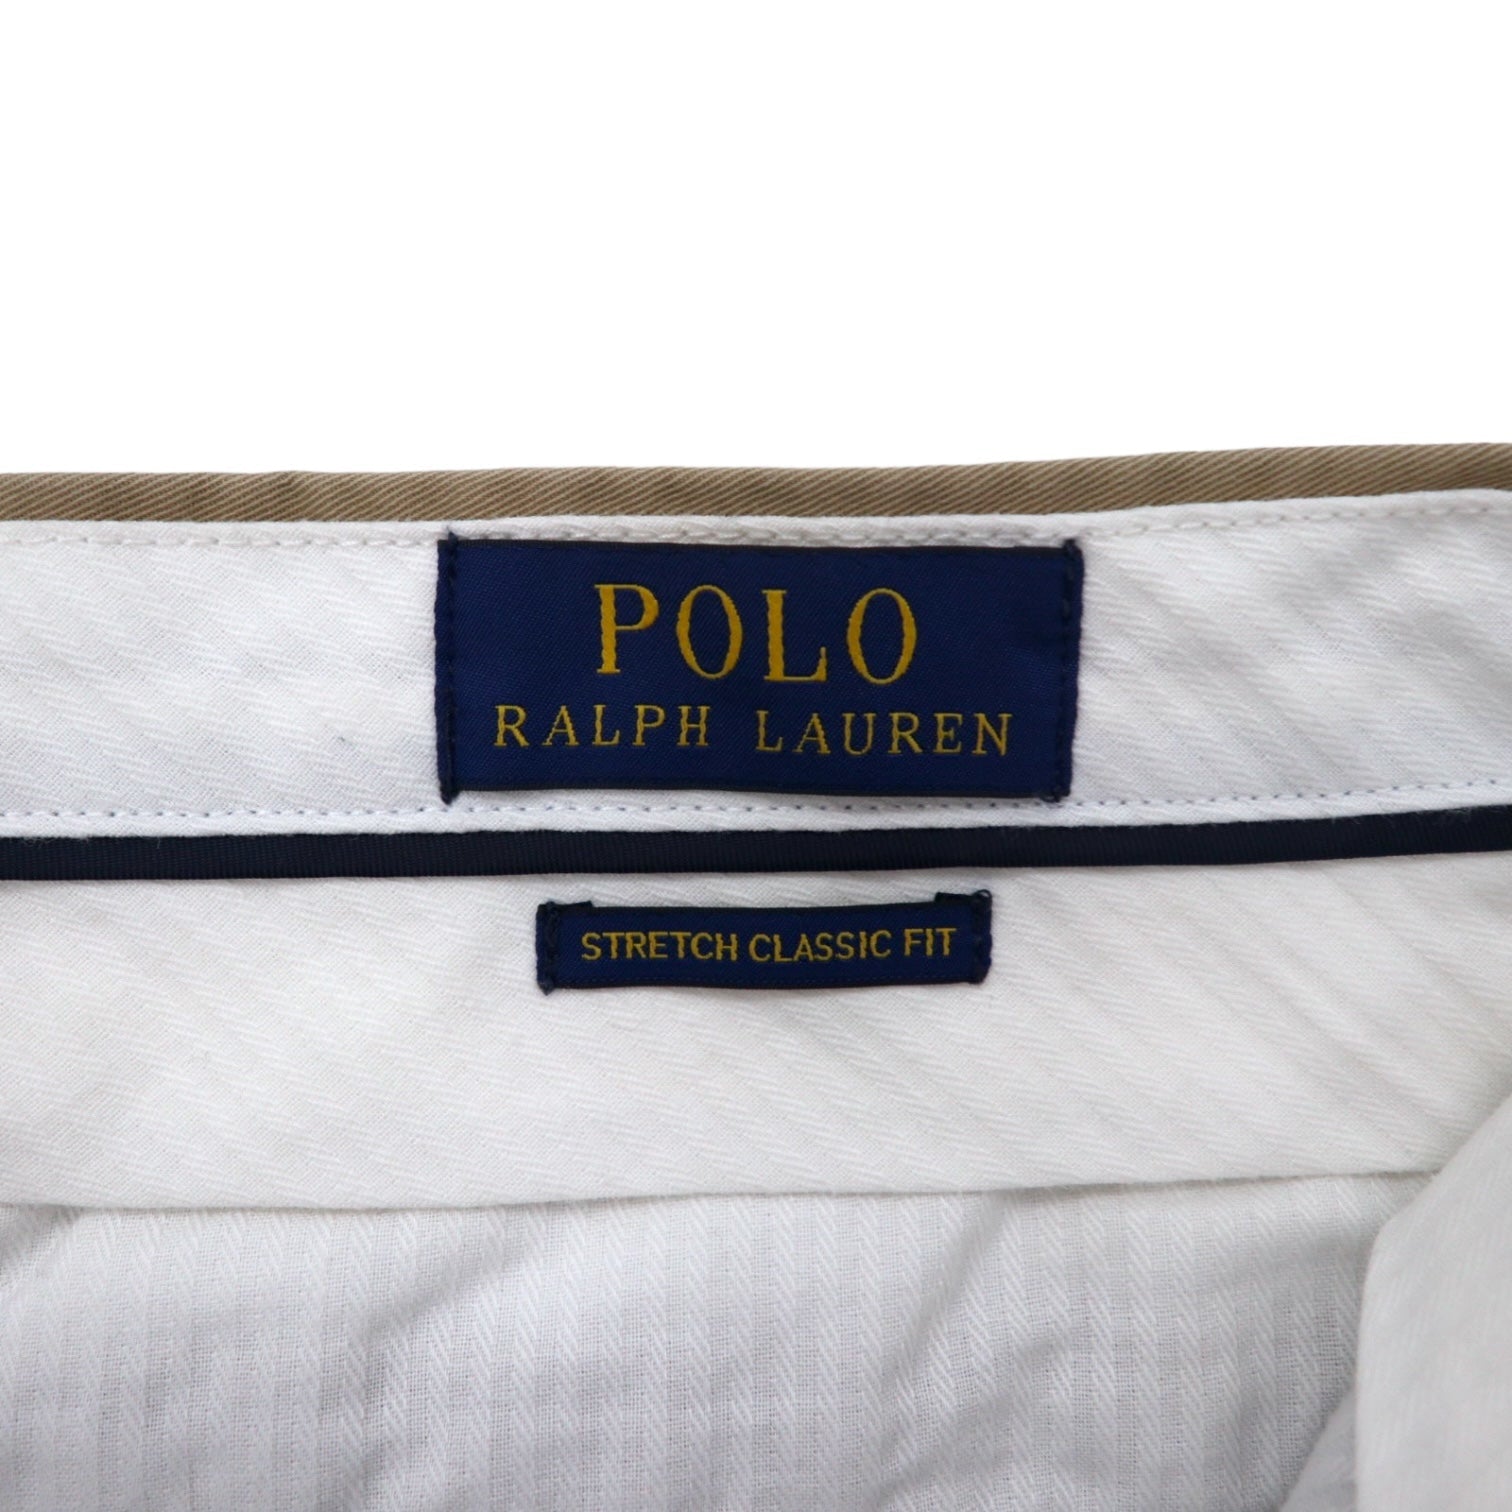 POLO
RALPH LAUREN
STRETCH CLASSIC FIT